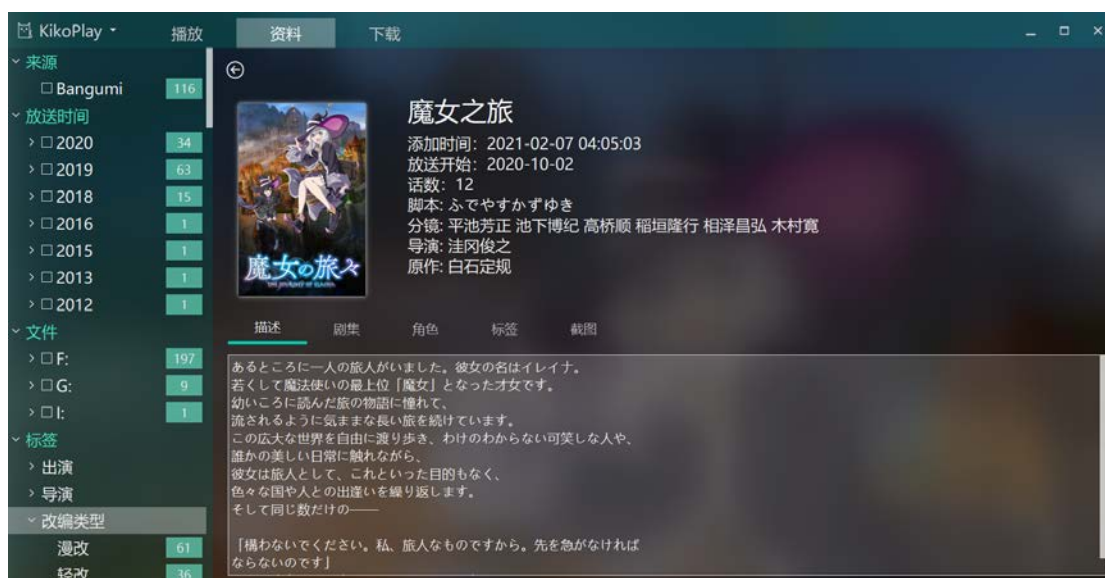 KikoPlay
播放
资料
下载
来源
Bangumi 116
放送时间
2020 34
2019 63
2018 15
2016 1
2015 1
2013 1
2012 1
文件
F: 197
G: 9
I: 1
标签
出演
导演
改编类型
漫改 61
轻改 36
魔女の旅々
THE JOURNEY OF ELAINA
魔女之旅
添加时间: 2021-02-07 04:05:03
放送开始: 2020-10-02
话数: 12
脚本: ふでやすかずゆき
分镜: 平池芳正 池下博纪 高桥顺 稲垣隆行 相泽昌弘 木村寛
导演: 洼冈俊之
原作: 白石定规
描述
剧集
角色
标签
截图
あるところに一人の旅人がいました。彼女の名はイレイナ。
若くして魔法使いの最上位「魔女」となった才女です。
幼いころに読んだ旅の物語に憧れて、
流されるように気ままな長い旅を続けています。
この広大な世界を自由に渡り歩き、わけのわからない可笑しな人や、
誰かの美しい日常に触れながら、
彼女は旅人として、これといった目的もなく、
色々な国や人との出逢いを繰り返します。
そして同じ数だけの――
「構わないでください。私、旅人なものですから。先を急がなければ
ならないのです」